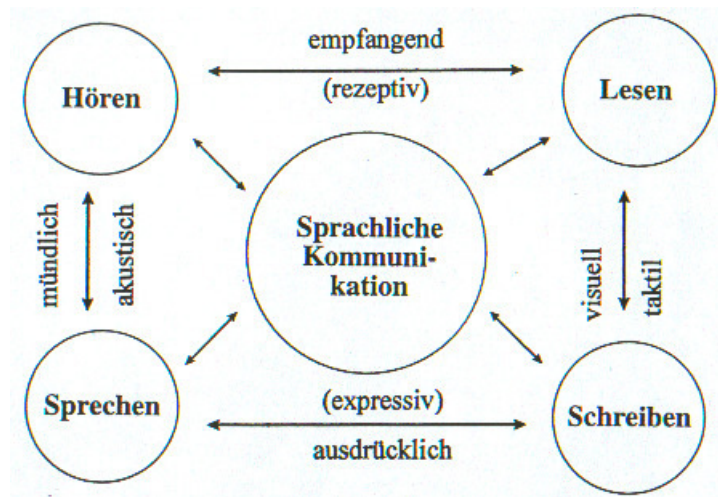 empfangend
Hören
(rezeptiv)
Lesen
Sprachliche
Kommuni-
kation
mündlich
akustisch
visuell
taktil
Sprechen
(expressiv)
Schreiben
ausdrücklich